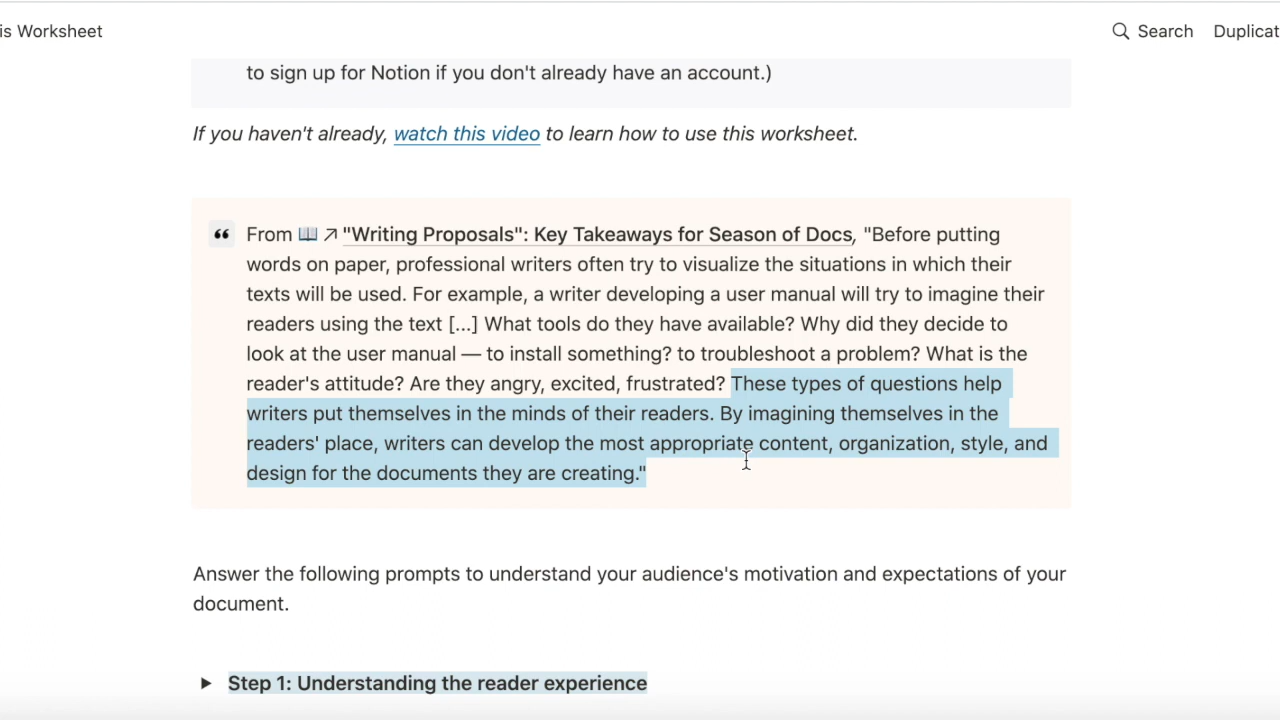 is Worksheet
Search
Duplicat
to sign up for Notion if you don't already have an account.)
If you haven't already, watch this video to learn how to use this worksheet.
From 📖 ↗ "Writing Proposals": Key Takeaways for Season of Docs, "Before putting
words on paper, professional writers often try to visualize the situations in which their
texts will be used. For example, a writer developing a user manual will try to imagine their
readers using the text [...] What tools do they have available? Why did they decide to
look at the user manual — to install something? to troubleshoot a problem? What is the
reader's attitude? Are they angry, excited, frustrated? These types of questions help
writers put themselves in the minds of their readers. By imagining themselves in the
readers' place, writers can develop the most appropriate content, organization, style, and
design for the documents they are creating."
Answer the following prompts to understand your audience's motivation and expectations of your
document.
Step 1: Understanding the reader experience